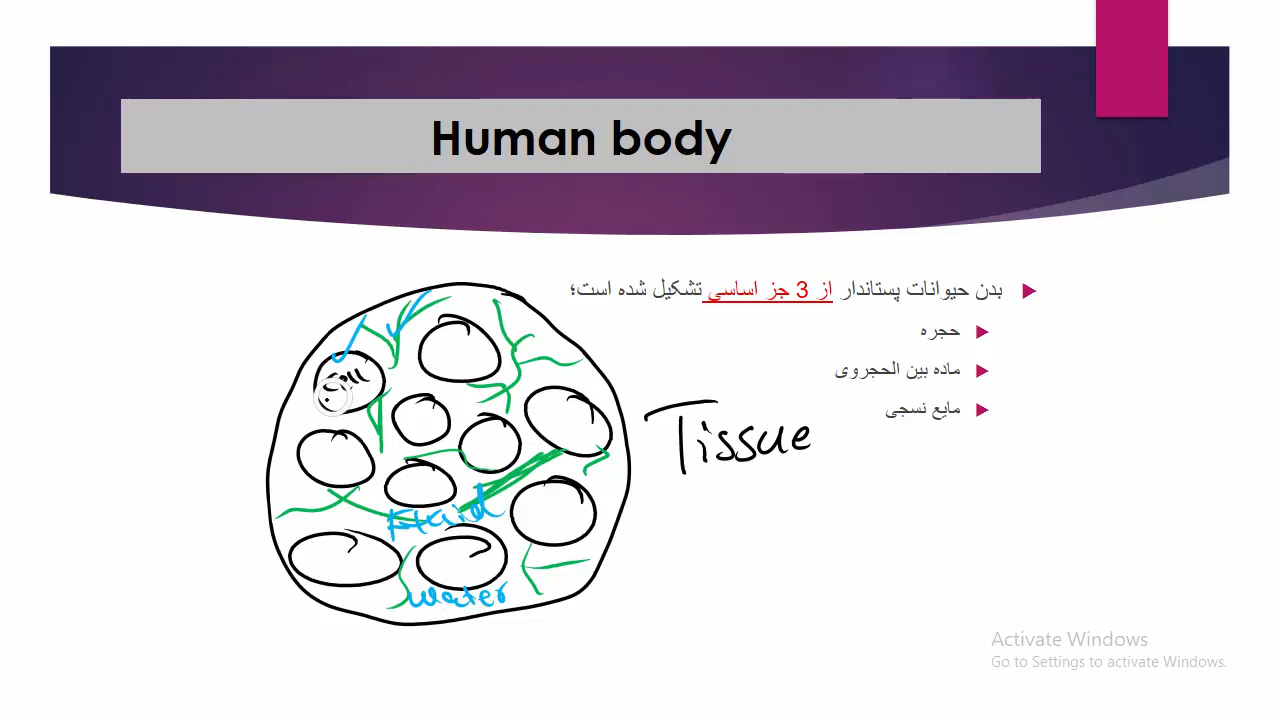 Human body
بدن حیوانات پستاندار از 3 جز اساسی تشکیل شده است؛
حجره
ماده بین الحجروی
مایع نسجی
Tissue
Fluid
water
Activate Windows
Go to Settings to activate Windows.